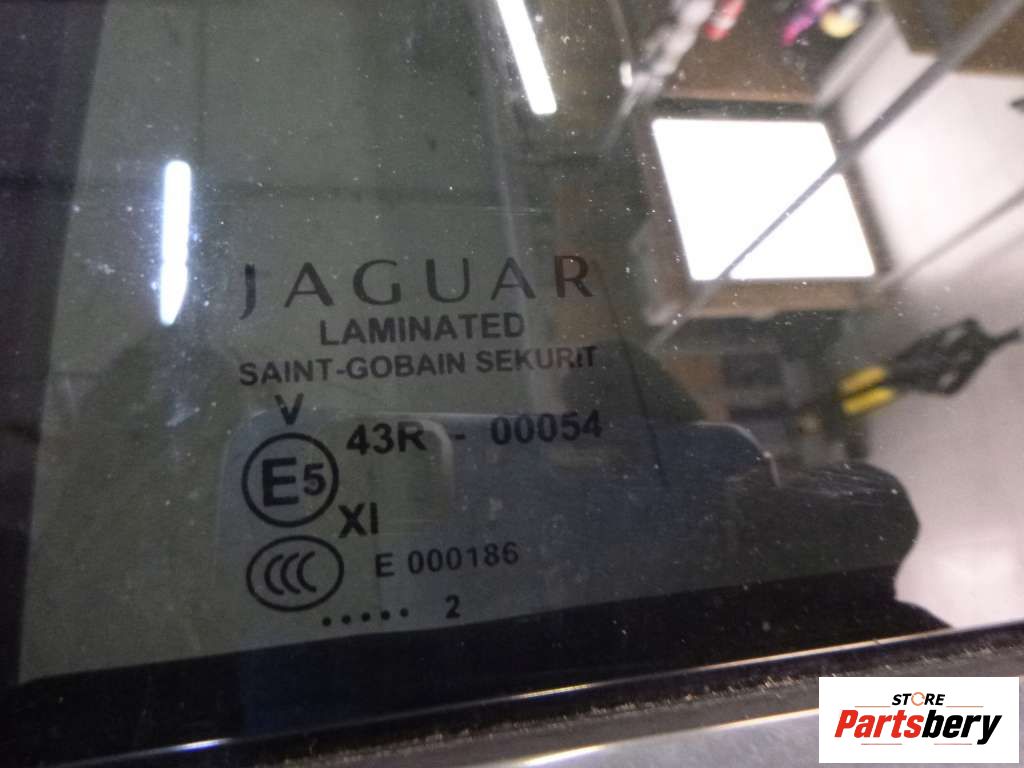 JAGUAR
LAMINATED
SAINT-GOBAIN SEKURIT
V
43R - 00054
E5
XI
CCC
E 000186
..... 2
STORE
Partsbery